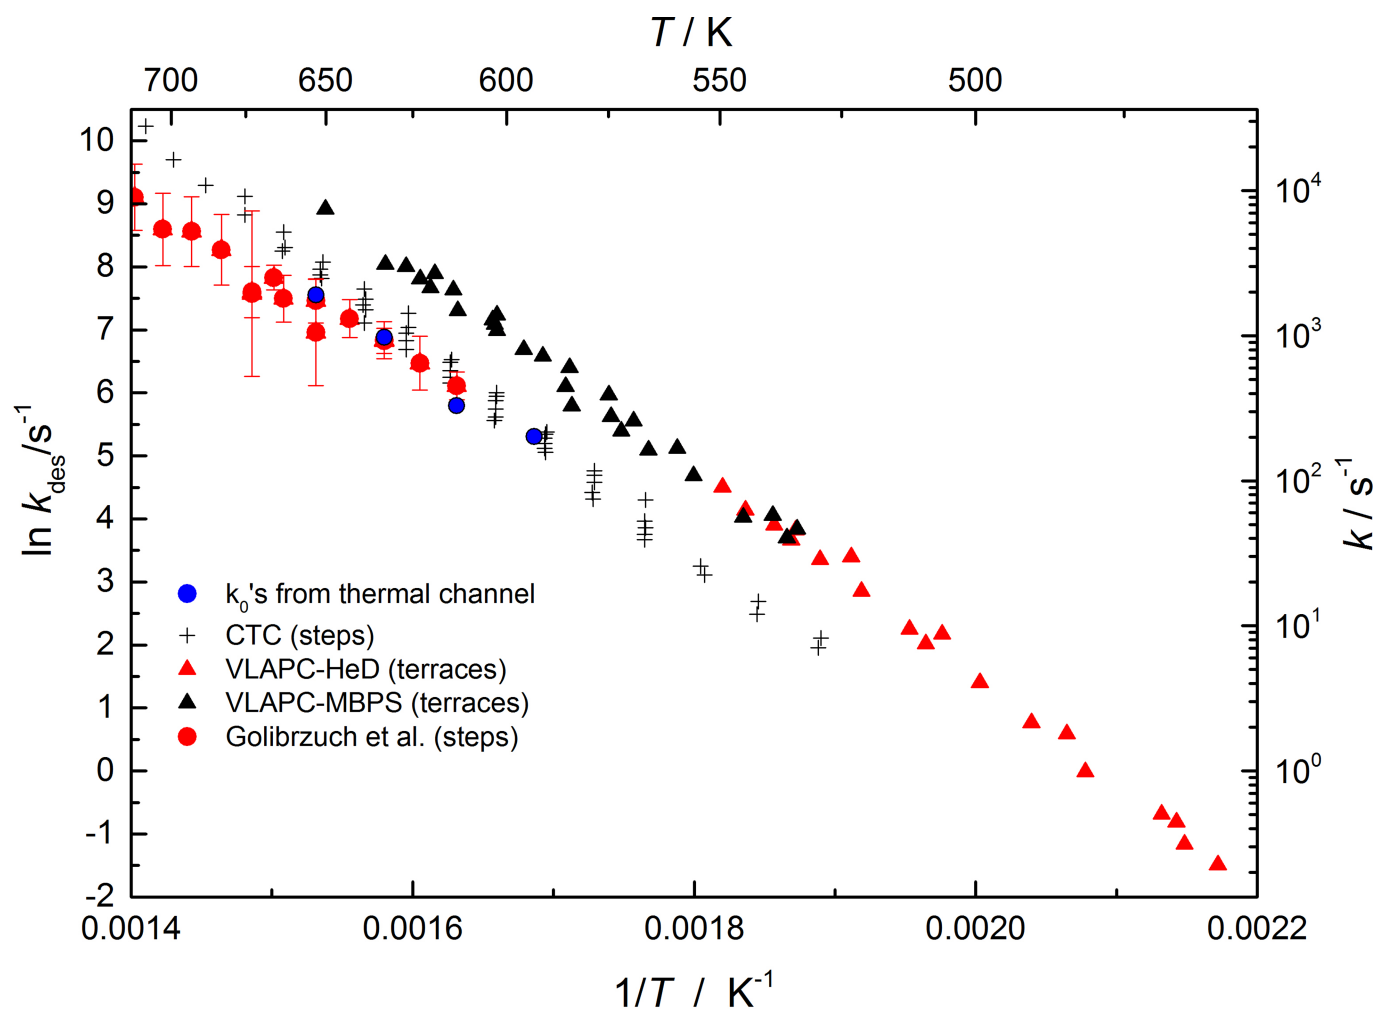 T / K
700 650 600 550 500
10
9
8
7
6
5
4
3
2
1
0
-1
-2
ln k_des/s^-1
10^4
10^3
10^2
10^1
10^0
k / s^-1
k_0's from thermal channel
CTC (steps)
VLAPC-HeD (terraces)
VLAPC-MBPS (terraces)
Golibrzuch et al. (steps)
0.0014 0.0016 0.0018 0.0020 0.0022
1/T / K^-1